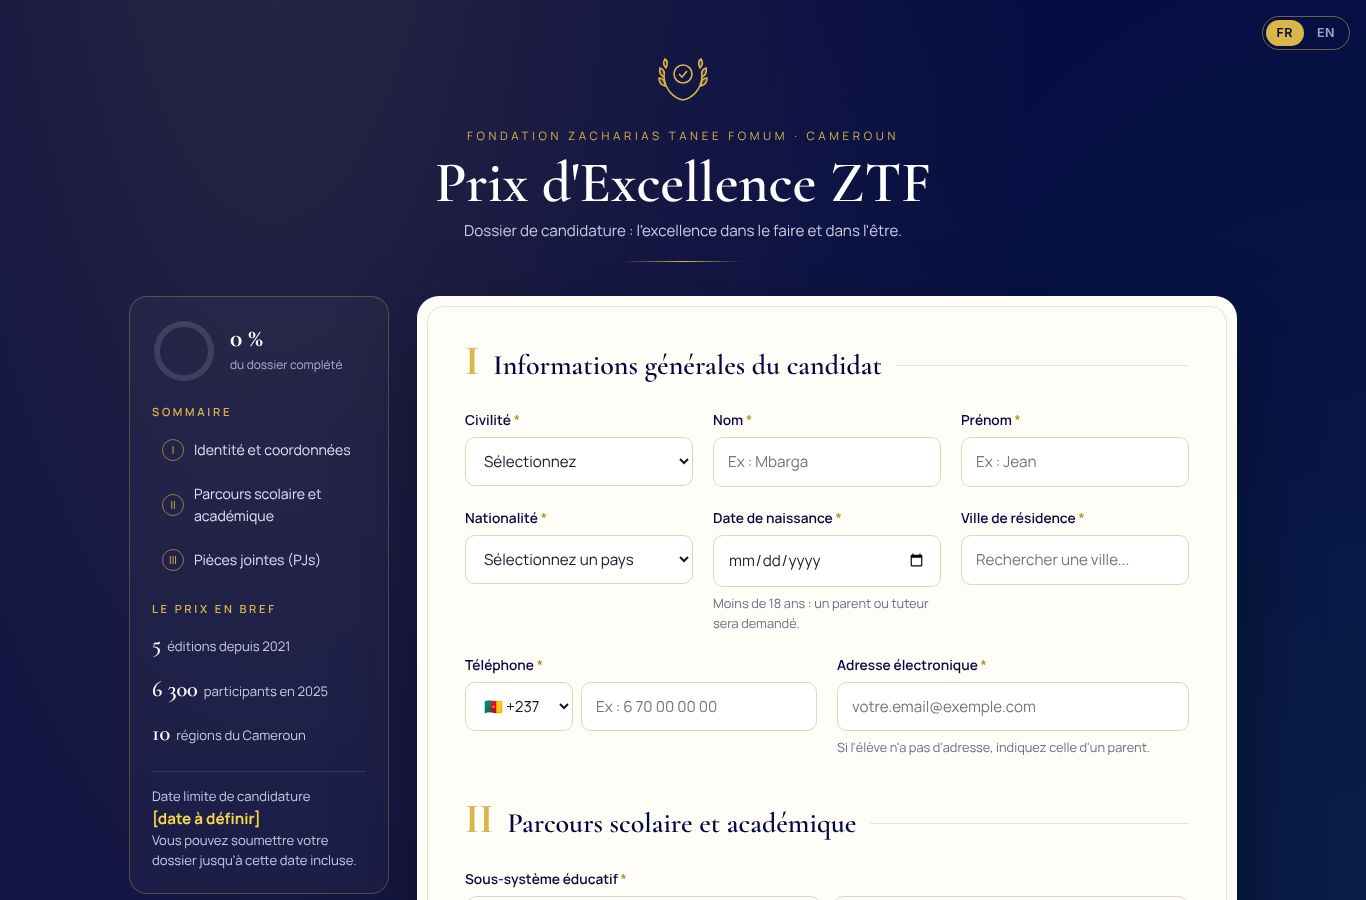 FR EN
FONDATION ZACHARIAS TANEE FOMUM · CAMEROUN
Prix d'Excellence ZTF
Dossier de candidature : l'excellence dans le faire et dans l'être.
0 %
du dossier complété
SOMMAIRE
I Identité et coordonnées
II Parcours scolaire et
académique
III Pièces jointes (PJs)
LE PRIX EN BREF
5 éditions depuis 2021
6 300 participants en 2025
10 régions du Cameroun
Date limite de candidature
[date à définir]
Vous pouvez soumettre votre
dossier jusqu'à cette date incluse.
I Informations générales du candidat
Civilité * Nom * Prénom *
Sélectionnez Ex : Mbarga Ex : Jean
Nationalité * Date de naissance * Ville de résidence *
Sélectionnez un pays mm/dd/yyyy Rechercher une ville...
Moins de 18 ans : un parent ou tuteur
sera demandé.
Téléphone * Adresse électronique *
+237 Ex : 6 70 00 00 00 votre.email@exemple.com
Si l'élève n'a pas d'adresse, indiquez celle d'un parent.
II Parcours scolaire et académique
Sous-système éducatif *